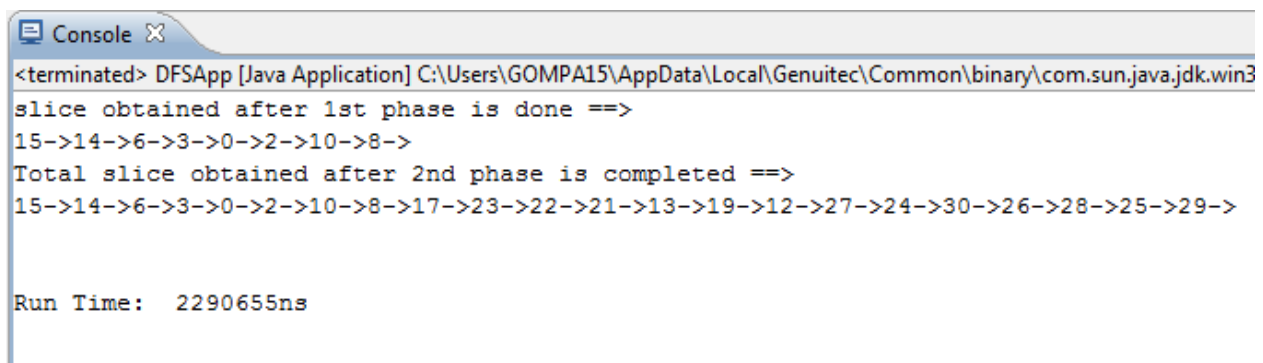 Console
<terminated> DFSApp [Java Application] C:\Users\GOMPA15\AppData\Local\Genuitec\Common\binary\com.sun.java.jdk.win3
slice obtained after 1st phase is done ==>
15->14->6->3->0->2->10->8->
Total slice obtained after 2nd phase is completed ==>
15->14->6->3->0->2->10->8->17->23->22->21->13->19->12->27->24->30->26->28->25->29->
Run Time:  2290655ns